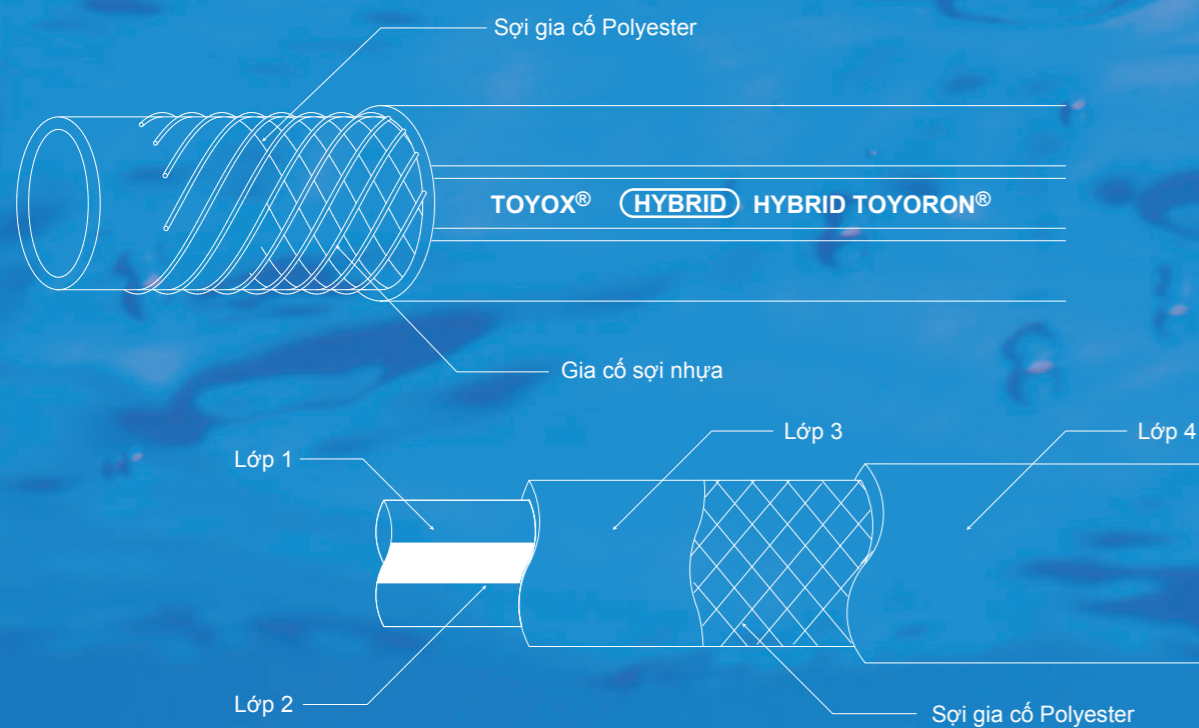 Sợi gia cố Polyester
TOYOX® HYBRID HYBRID TOYORON®
Gia cố sợi nhựa
Lớp 3
Lớp 4
Lớp 1
Lớp 2
Sợi gia cố Polyester